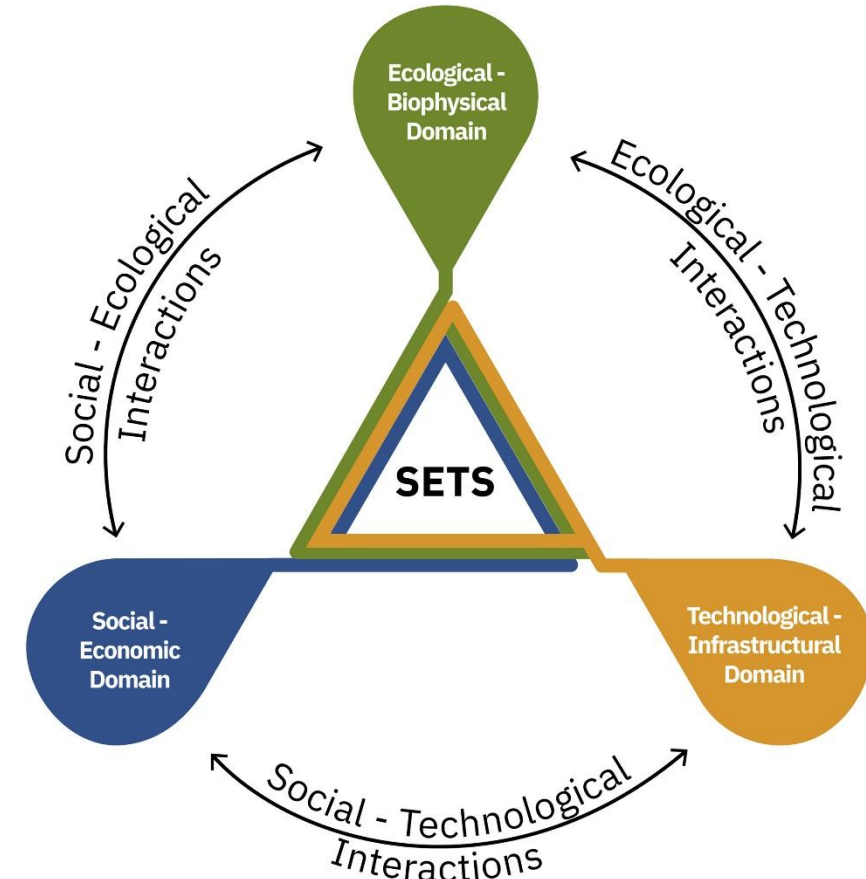 Ecological -
Biophysical
Domain
Social - Ecological
Interactions
Ecological - Technological
Interactions
SETS
Social -
Economic
Domain
Technological -
Infrastructural
Domain
Social - Technological
Interactions